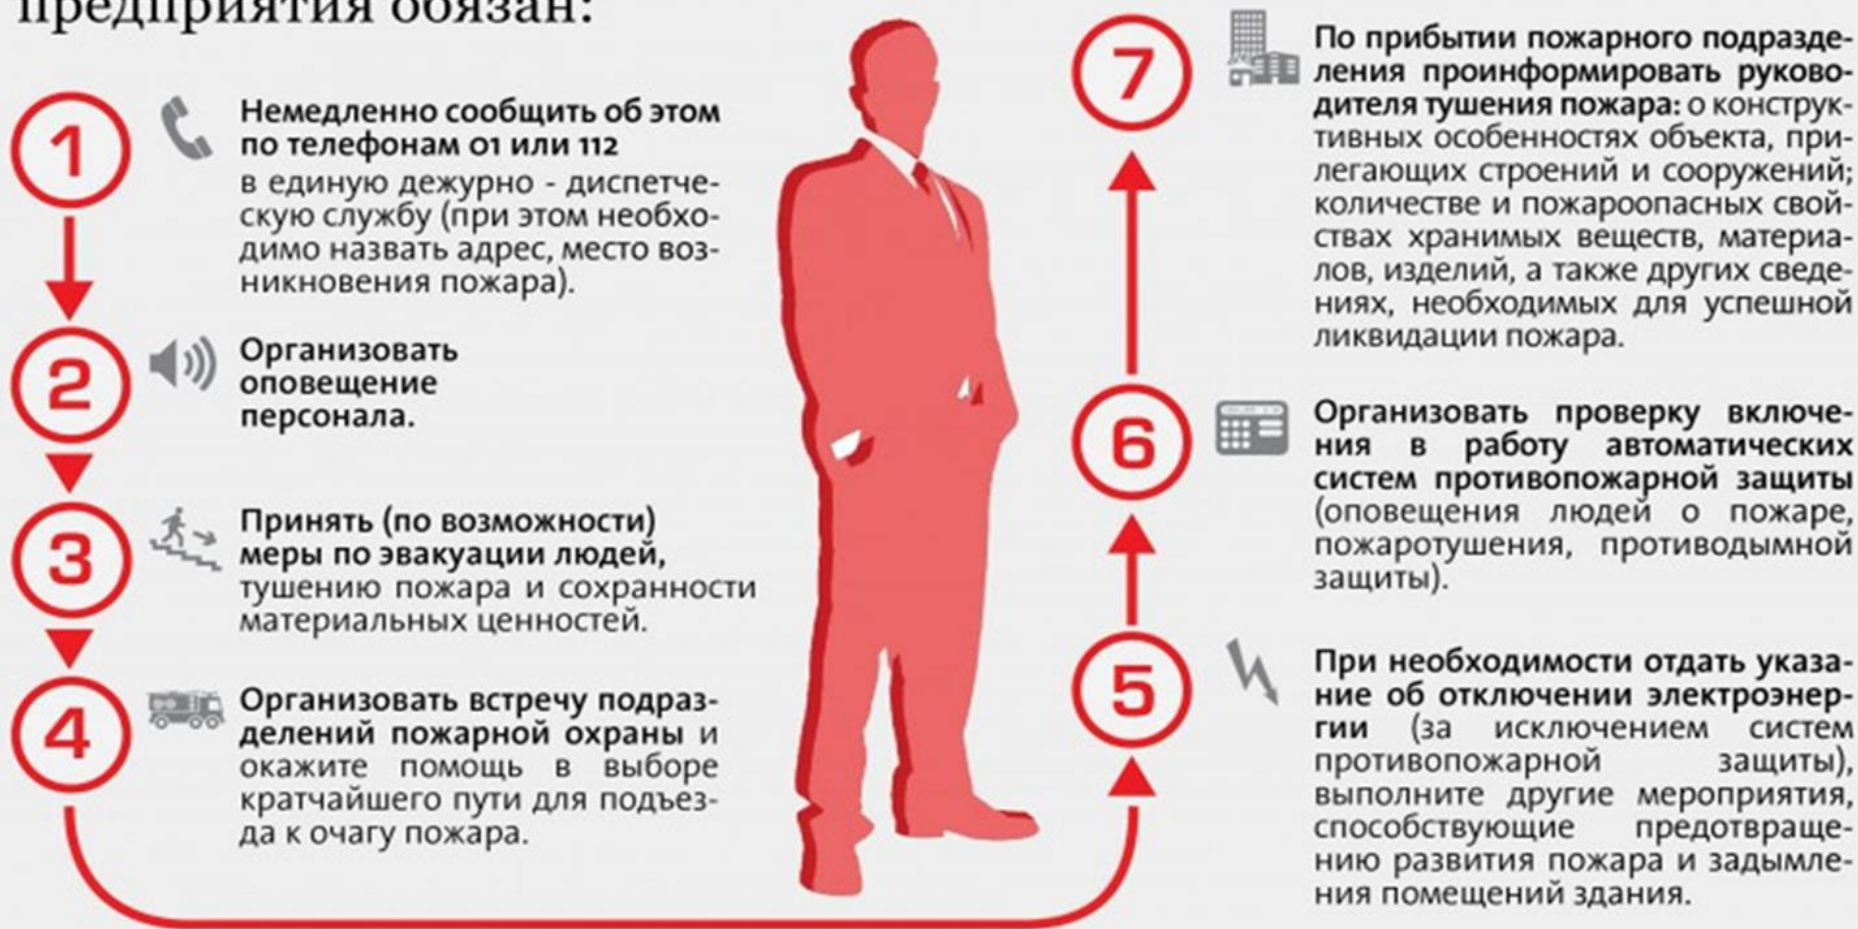 предприятия обязан:
1
Немедленно сообщить об этом
по телефонам 01 или 112
в единую дежурно - диспетче-
скую службу (при этом необхо-
димо назвать адрес, место воз-
никновения пожара).
2
Организовать
оповещение
персонала.
3
Принять (по возможности)
меры по эвакуации людей,
тушению пожара и сохранности
материальных ценностей.
4
Организовать встречу подраз-
делений пожарной охраны и
окажите помощь в выборе
кратчайшего пути для подъез-
да к очагу пожара.
5
При необходимости отдать указа-
ние об отключении электроэнер-
гии (за исключением систем
противопожарной защиты),
выполните другие мероприятия,
способствующие предотвраще-
нию развития пожара и задымле-
ния помещений здания.
6
Организовать проверку включе-
ния в работу автоматических
систем противопожарной защиты
(оповещения людей о пожаре,
пожаротушения, противодымной
защиты).
7
По прибытии пожарного подразде-
ления проинформировать руково-
дителя тушения пожара: о конструк-
тивных особенностях объекта, при-
легающих строений и сооружений;
количестве и пожароопасных свой-
ствах хранимых веществ, материа-
лов, изделий, а также других сведе-
ниях, необходимых для успешной
ликвидации пожара.